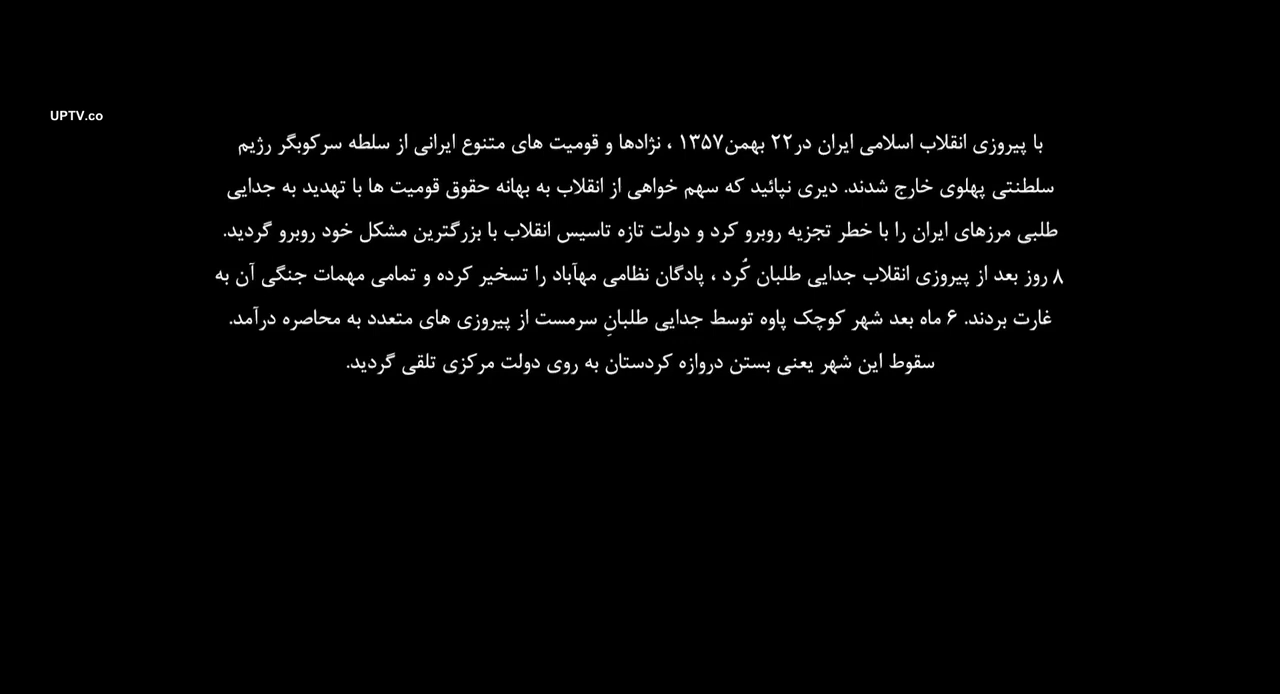 UPTV.co
با پیروزی انقلاب اسلامی ایران در۲۲ بهمن۱۳۵۷ ، نژادها و قومیت های متنوع ایرانی از سلطه سرکوبگر رژیم
سلطنتی پهلوی خارج شدند. دیری نپائید که سهم خواهی از انقلاب به بهانه حقوق قومیت ها با تهدید به جدایی
طلبی مرزهای ایران را با خطر تجزیه روبرو کرد و دولت تازه تاسیس انقلاب با بزرگترین مشکل خود روبرو گردید.
۸ روز بعد از پیروزی انقلاب جدایی طلبان کُرد ، پادگان نظامی مهآباد را تسخیر کرده و تمامی مهمات جنگی آن به
غارت بردند. ۶ ماه بعد شهر کوچک پاوه توسط جدایی طلبانِ سرمست از پیروزی های متعدد به محاصره درآمد.
سقوط این شهر یعنی بستن دروازه کردستان به روی دولت مرکزی تلقی گردید.